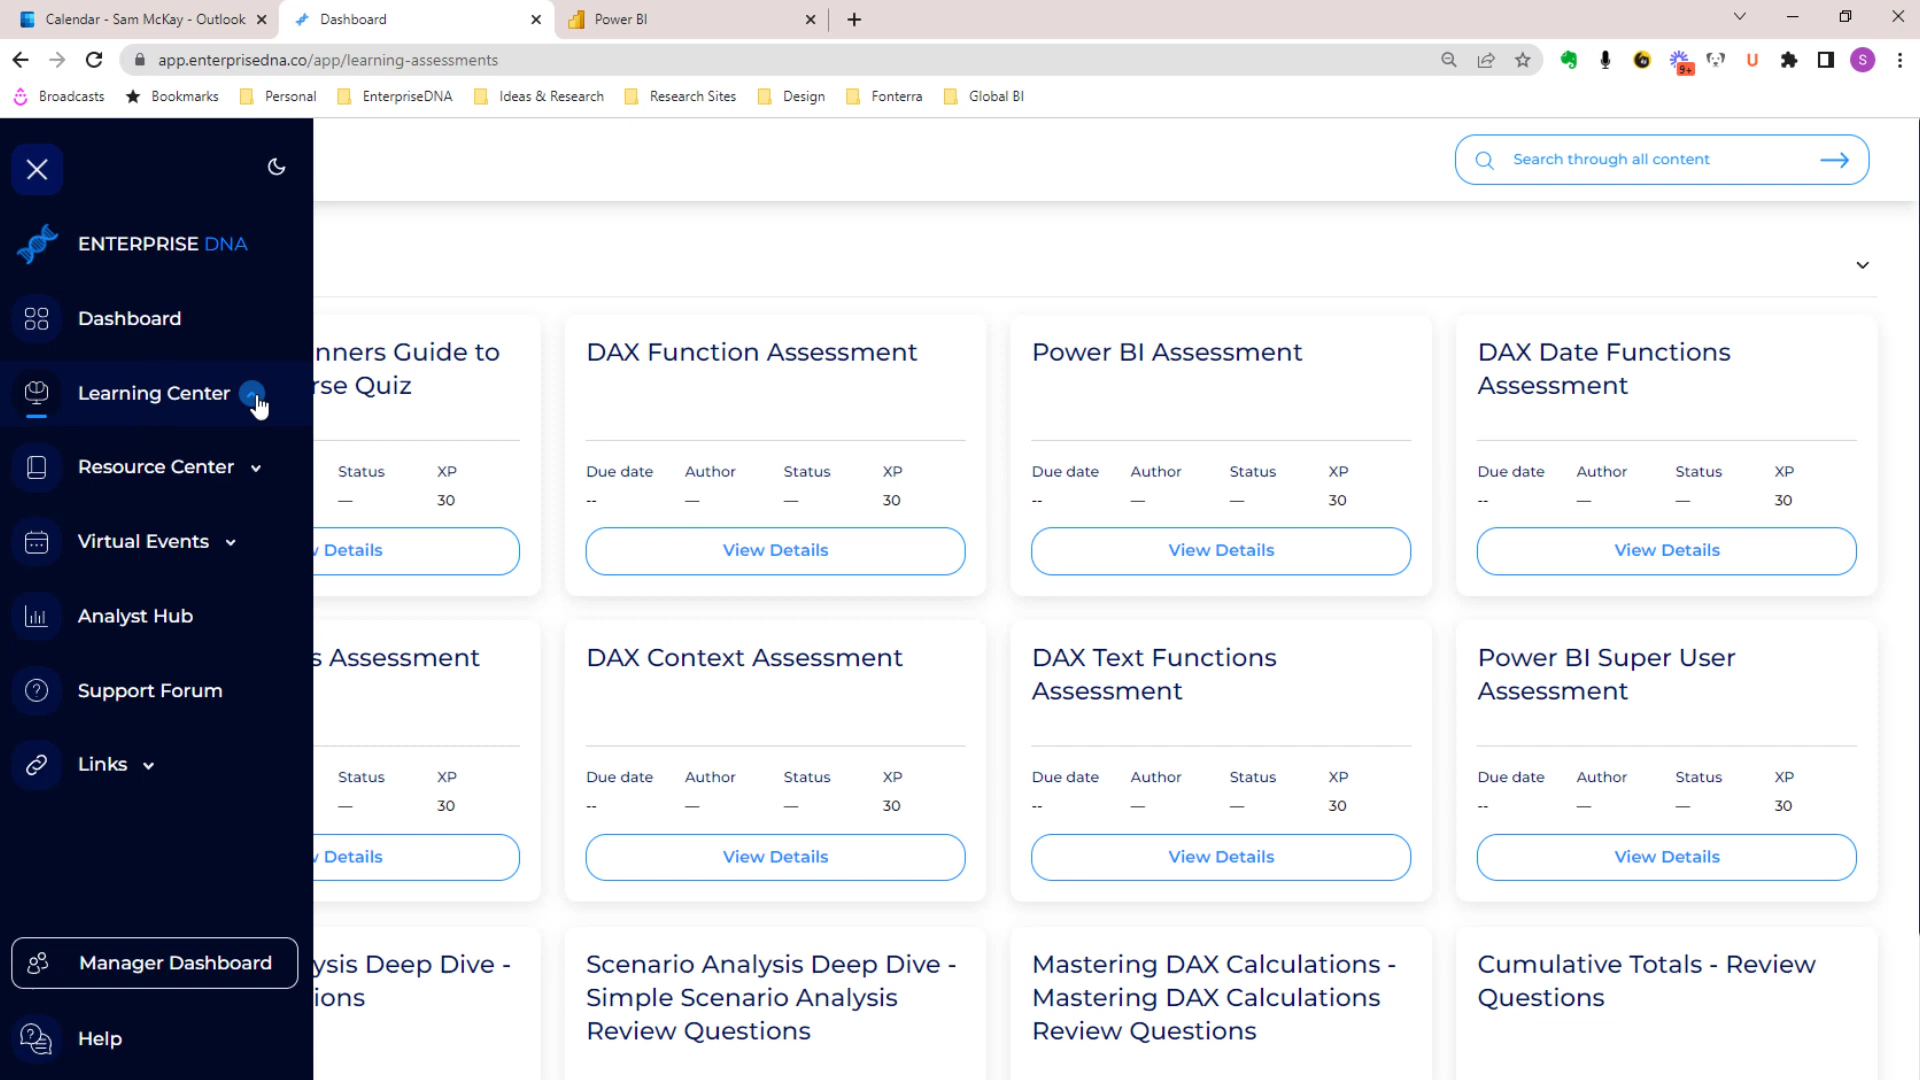 Calendar - Sam McKay - Outlook
Dashboard
Power BI
app.enterprisedna.co/app/learning-assessments
9+
U
S
Broadcasts
Bookmarks
Personal
EnterpriseDNA
Ideas & Research
Research Sites
Design
Fonterra
Global BI
Search through all content
ENTERPRISE DNA
Dashboard
Learning Center
Resource Center
Virtual Events
Analyst Hub
Support Forum
Links
Manager Dashboard
Help
nners Guide to
rse Quiz
Status XP
— 30
Details
DAX Function Assessment
Due date Author Status XP
-- — — 30
View Details
Power BI Assessment
Due date Author Status XP
-- — — 30
View Details
DAX Date Functions
Assessment
Due date Author Status XP
-- — — 30
View Details
s Assessment
Status XP
— 30
Details
DAX Context Assessment
Due date Author Status XP
-- — — 30
View Details
DAX Text Functions
Assessment
Due date Author Status XP
-- — — 30
View Details
Power BI Super User
Assessment
Due date Author Status XP
-- — — 30
View Details
ysis Deep Dive -
ions
Scenario Analysis Deep Dive -
Simple Scenario Analysis
Review Questions
Mastering DAX Calculations -
Mastering DAX Calculations
Review Questions
Cumulative Totals - Review
Questions